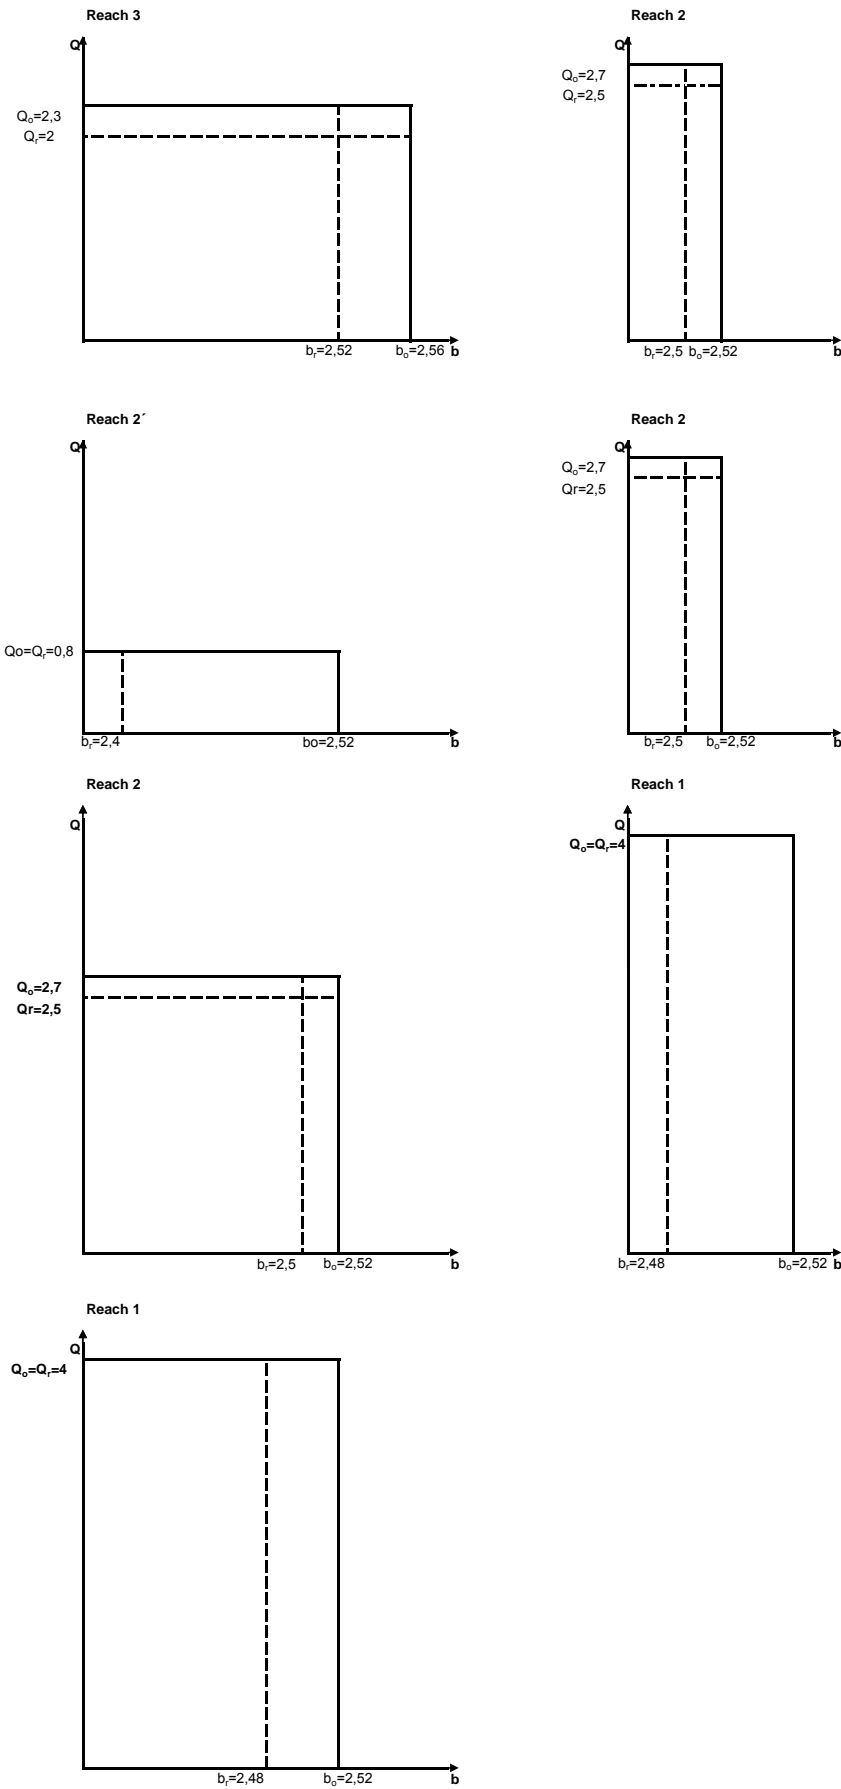 Reach 3
Q
Qₒ=2,3
Qᵣ=2
bᵣ=2,52 bₒ=2,56 b
Reach 2
Q
Qₒ=2,7
Qᵣ=2,5
bᵣ=2,5 bₒ=2,52 b
Reach 2´
Q
Qo=Qᵣ=0,8
bᵣ=2,4 bo=2,52 b
Reach 2
Q
Qₒ=2,7
Qr=2,5
bᵣ=2,5 bₒ=2,52 b
Reach 2
Q
Qₒ=2,7
Qr=2,5
bᵣ=2,5 bₒ=2,52 b
Reach 1
Q
Qₒ=Qᵣ=4
bᵣ=2,48 bₒ=2,52 b
Reach 1
Q
Qₒ=Qᵣ=4
bᵣ=2,48 bₒ=2,52 b